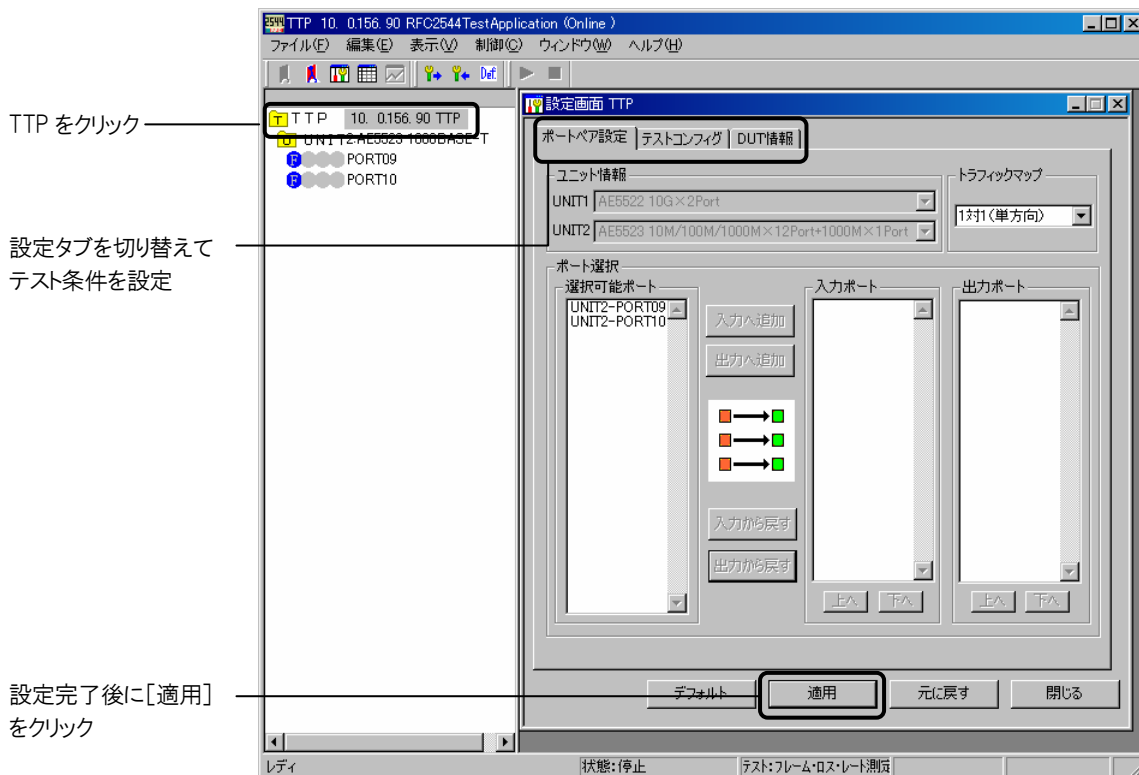 TTP 10. 0.156. 90 RFC2544TestApplication (Online )
ファイル(F) 編集(E) 表示(V) 制御(C) ウィンドウ(W) ヘルプ(H)
Def.
TTP をクリック
TTP 10. 0.156. 90 TTP
UNIT2:AE5523 1000BASE-T
F PORT09
F PORT10
設定タブを切り替えて
テスト条件を設定
設定完了後に[適用]
をクリック
設定画面 TTP
ポートペア設定 テストコンフィグ DUT情報
ユニット情報
UNIT1 AE5522 10G×2Port
UNIT2 AE5523 10M/100M/1000M×12Port+1000M×1Port
トラフィックマップ
1対1(単方向)
ポート選択
選択可能ポート
UNIT2-PORT09
UNIT2-PORT10
入力へ追加
出力へ追加
入力から戻す
出力から戻す
入力ポート
上へ 下へ
出力ポート
上へ 下へ
デフォルト 適用 元に戻す 閉じる
レディ 状態:停止 テスト:フレーム・ロス・レート測定